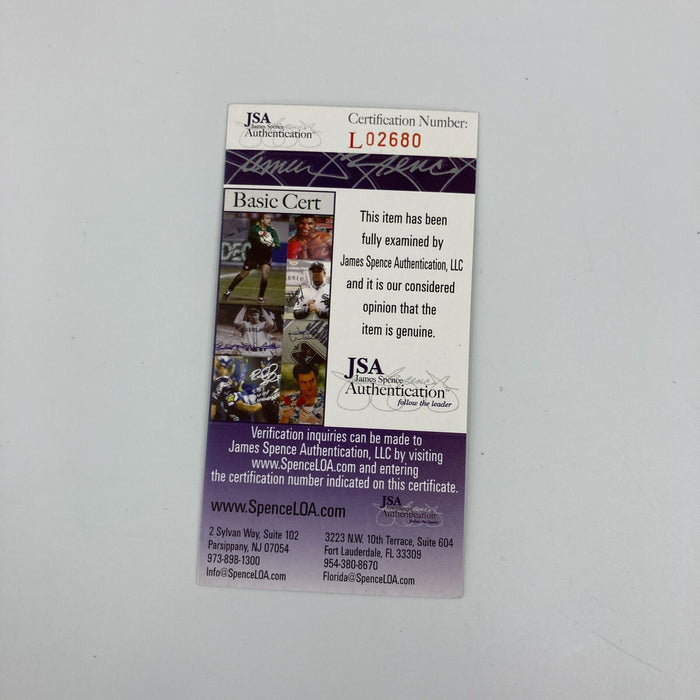 JSA
James Spence
Authentication
Certification Number:
L02680
James Spence
Basic Cert
This item has been
fully examined by
James Spence Authentication, LLC
and it is our considered
opinion that the
item is genuine.
JSA
James Spence
Authentication
follow the leader
Verification inquiries can be made to
James Spence Authentication, LLC by visiting
www.SpenceLOA.com and entering
the certification number indicated on this certificate.
www.SpenceLOA.com
JSA
James Spence
Authentication
follow the leader
2 Sylvan Way, Suite 102
Parsippany, NJ 07054
973-898-1300
Info@SpenceLOA.com
3223 N.W. 10th Terrace, Suite 604
Fort Lauderdale, FL 33309
954-380-8670
Florida@SpenceLOA.com